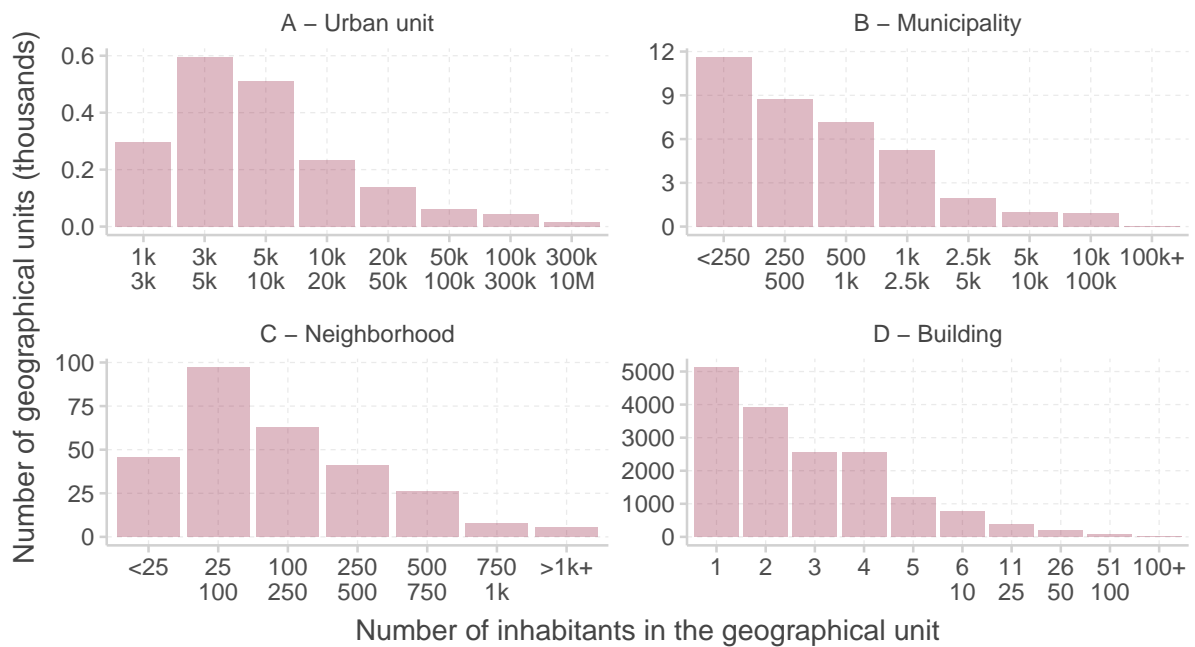 A – Urban unit
B – Municipality
Number of geographical units (thousands)
0.6
0.4
0.2
0.0
1k 3k 5k 10k 20k 50k 100k 300k
3k 5k 10k 20k 50k 100k 300k 10M
12
9
6
3
0
<250 250 500 1k 2.5k 5k 10k 100k+
500 1k 2.5k 5k 10k 100k
C – Neighborhood
D – Building
100
75
50
25
0
<25 25 100 250 500 750 >1k+
100 250 500 750 1k
5000
4000
3000
2000
1000
0
1 2 3 4 5 6 11 26 51 100+
10 25 50 100
Number of inhabitants in the geographical unit